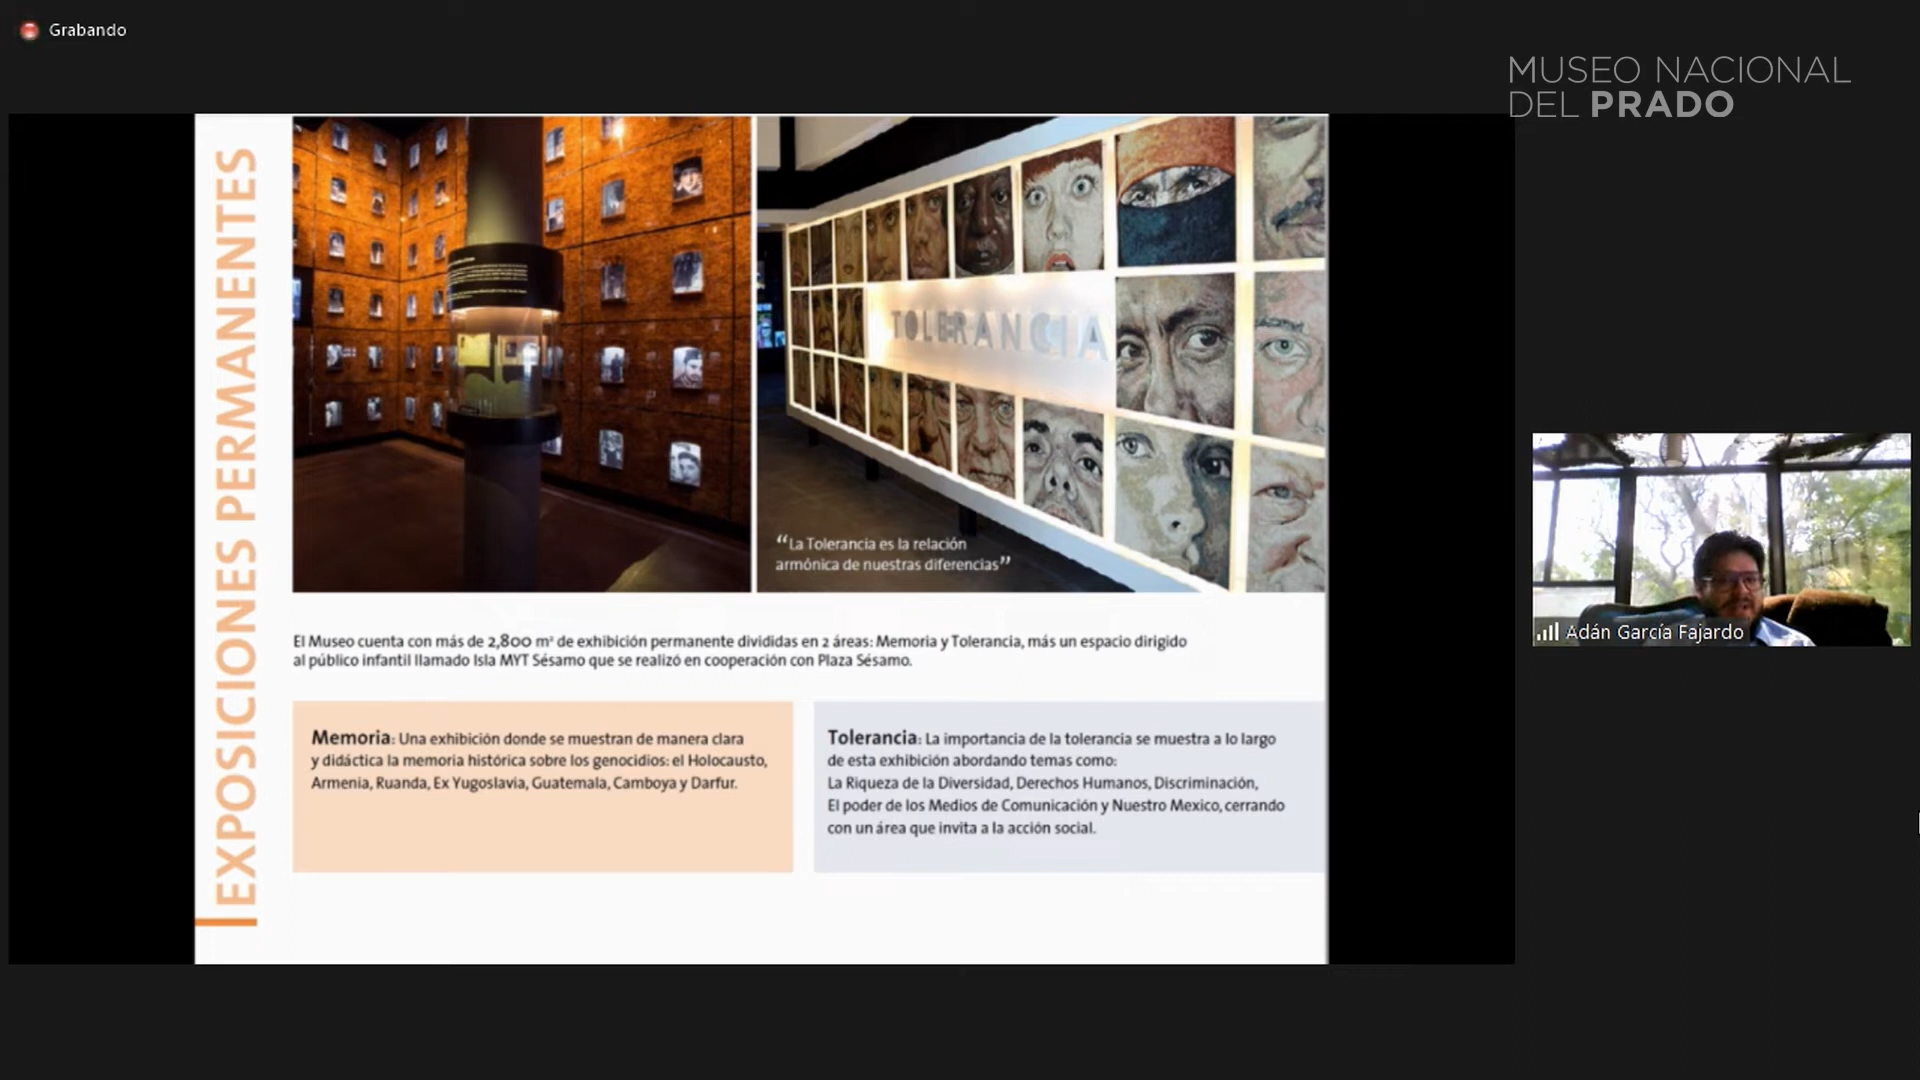 Grabando
MUSEO NACIONAL
DEL PRADO
EXPOSICIONES PERMANENTES
TOLERANCIA
“La Tolerancia es la relación
armónica de nuestras diferencias”
El Museo cuenta con más de 2,800 m² de exhibición permanente divididas en 2 áreas: Memoria y Tolerancia, más un espacio dirigido
al público infantil llamado Isla MYT Sésamo que se realizó en cooperación con Plaza Sésamo.
Memoria: Una exhibición donde se muestran de manera clara
y didáctica la memoria histórica sobre los genocidios: el Holocausto,
Armenia, Ruanda, Ex Yugoslavia, Guatemala, Camboya y Darfur.
Tolerancia: La importancia de la tolerancia se muestra a lo largo
de esta exhibición abordando temas como:
La Riqueza de la Diversidad, Derechos Humanos, Discriminación,
El poder de los Medios de Comunicación y Nuestro Mexico, cerrando
con un área que invita a la acción social.
Adán García Fajardo